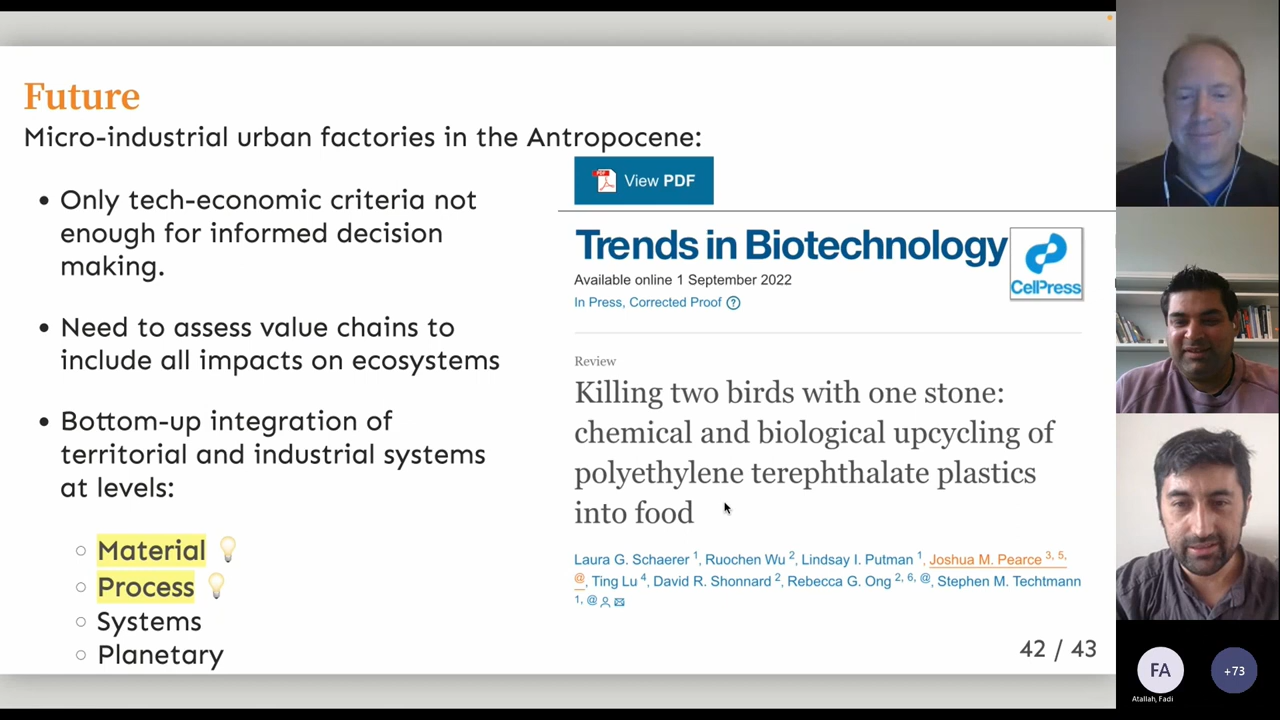 Future
Micro-industrial urban factories in the Antropocene:
• Only tech-economic criteria not
enough for informed decision
making.
• Need to assess value chains to
include all impacts on ecosystems
• Bottom-up integration of
territorial and industrial systems
at levels:
○ Material
○ Process
○ Systems
○ Planetary
PDF View PDF
Trends in Biotechnology
CellPress
Available online 1 September 2022
In Press, Corrected Proof ?
Review
Killing two birds with one stone:
chemical and biological upcycling of
polyethylene terephthalate plastics
into food
Laura G. Schaerer 1, Ruochen Wu 2, Lindsay I. Putman 1, Joshua M. Pearce 3, 5,
@, Ting Lu 4, David R. Shonnard 2, Rebecca G. Ong 2, 6, @, Stephen M. Techtmann
1, @
42 / 43
FA
Atallah, Fadi
+73